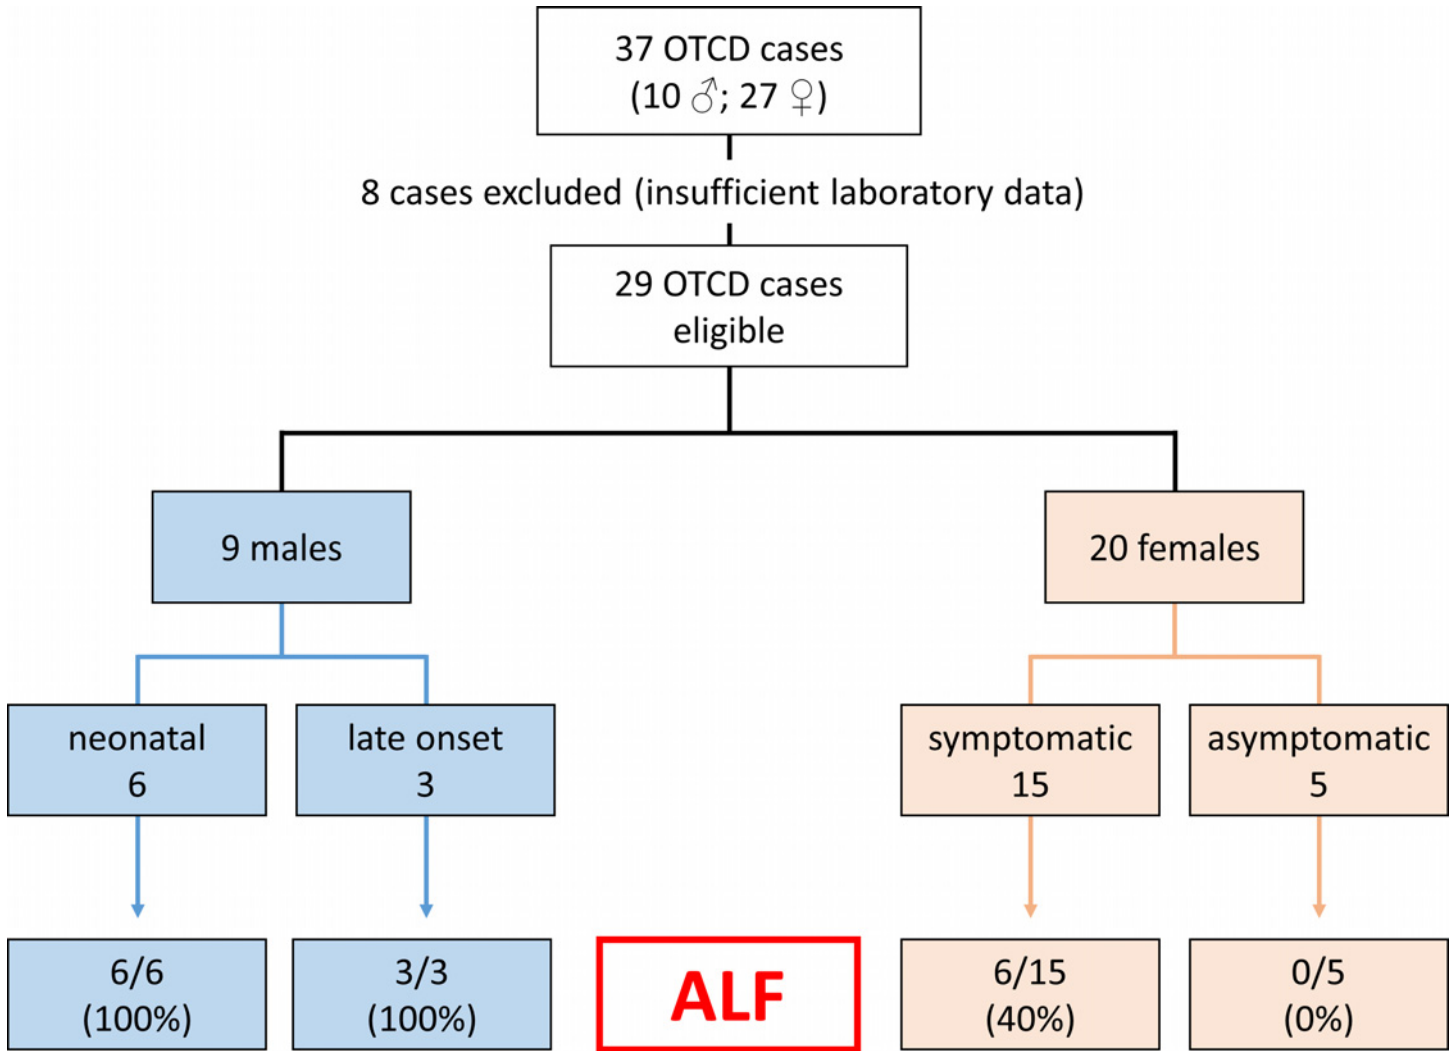 37 OTCD cases
(10 ♂; 27 ♀)
8 cases excluded (insufficient laboratory data)
29 OTCD cases
eligible
9 males
20 females
neonatal
6
late onset
3
symptomatic
15
asymptomatic
5
6/6
(100%)
3/3
(100%)
ALF
6/15
(40%)
0/5
(0%)